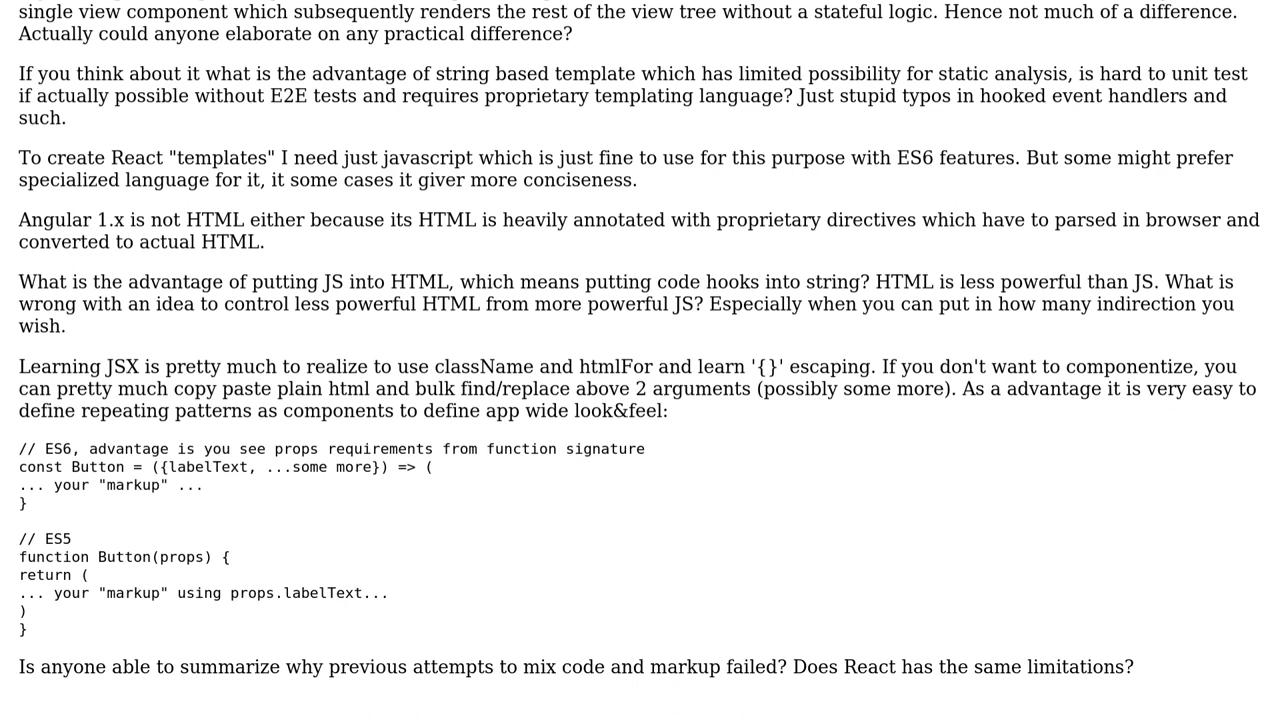 single view component which subsequently renders the rest of the view tree without a stateful logic. Hence not much of a difference.
Actually could anyone elaborate on any practical difference?
If you think about it what is the advantage of string based template which has limited possibility for static analysis, is hard to unit test
if actually possible without E2E tests and requires proprietary templating language? Just stupid typos in hooked event handlers and
such.
To create React "templates" I need just javascript which is just fine to use for this purpose with ES6 features. But some might prefer
specialized language for it, it some cases it giver more conciseness.
Angular 1.x is not HTML either because its HTML is heavily annotated with proprietary directives which have to parsed in browser and
converted to actual HTML.
What is the advantage of putting JS into HTML, which means putting code hooks into string? HTML is less powerful than JS. What is
wrong with an idea to control less powerful HTML from more powerful JS? Especially when you can put in how many indirection you
wish.
Learning JSX is pretty much to realize to use className and htmlFor and learn '{}' escaping. If you don't want to componentize, you
can pretty much copy paste plain html and bulk find/replace above 2 arguments (possibly some more). As a advantage it is very easy to
define repeating patterns as components to define app wide look&feel:
// ES6, advantage is you see props requirements from function signature
const Button = ({labelText, ...some more}) => (
... your "markup" ...
}
// ES5
function Button(props) {
return (
... your "markup" using props.labelText...
)
}
Is anyone able to summarize why previous attempts to mix code and markup failed? Does React has the same limitations?